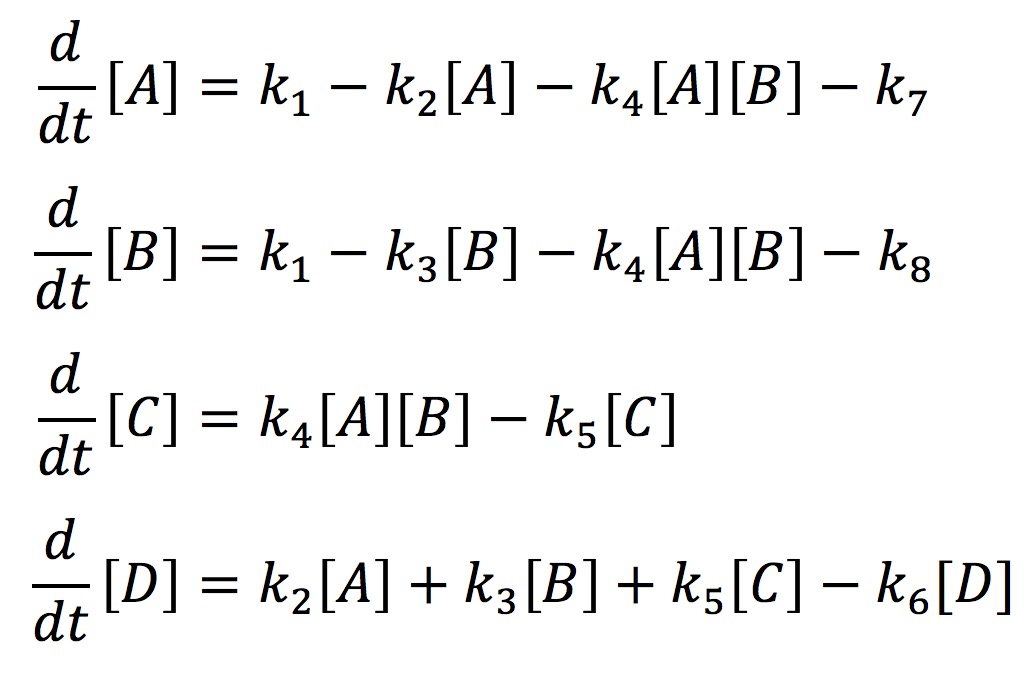 d/dt [A] = k₁ − k₂[A] − k₄[A][B] − k₇
d/dt [B] = k₁ − k₃[B] − k₄[A][B] − k₈
d/dt [C] = k₄[A][B] − k₅[C]
d/dt [D] = k₂[A] + k₃[B] + k₅[C] − k₆[D]